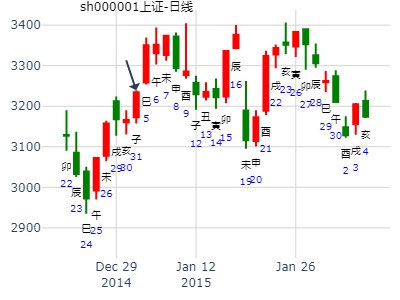 sh000001上证-日线
3400
3300
3200
3100
3000
2900
卯
22
辰
23
巳
24
午
25
未
26
戌
29
亥
30
子
31
巳
5
午
6
未
7
申
8
酉
9
子
12
丑
13
寅
14
卯
15
辰
16
未
19
申
20
酉
21
戌
22
亥
23
寅
26
卯
27
辰
28
巳
29
午
30
酉
2
戌
3
亥
4
Dec 29
2014
Jan 12
2015
Jan 26